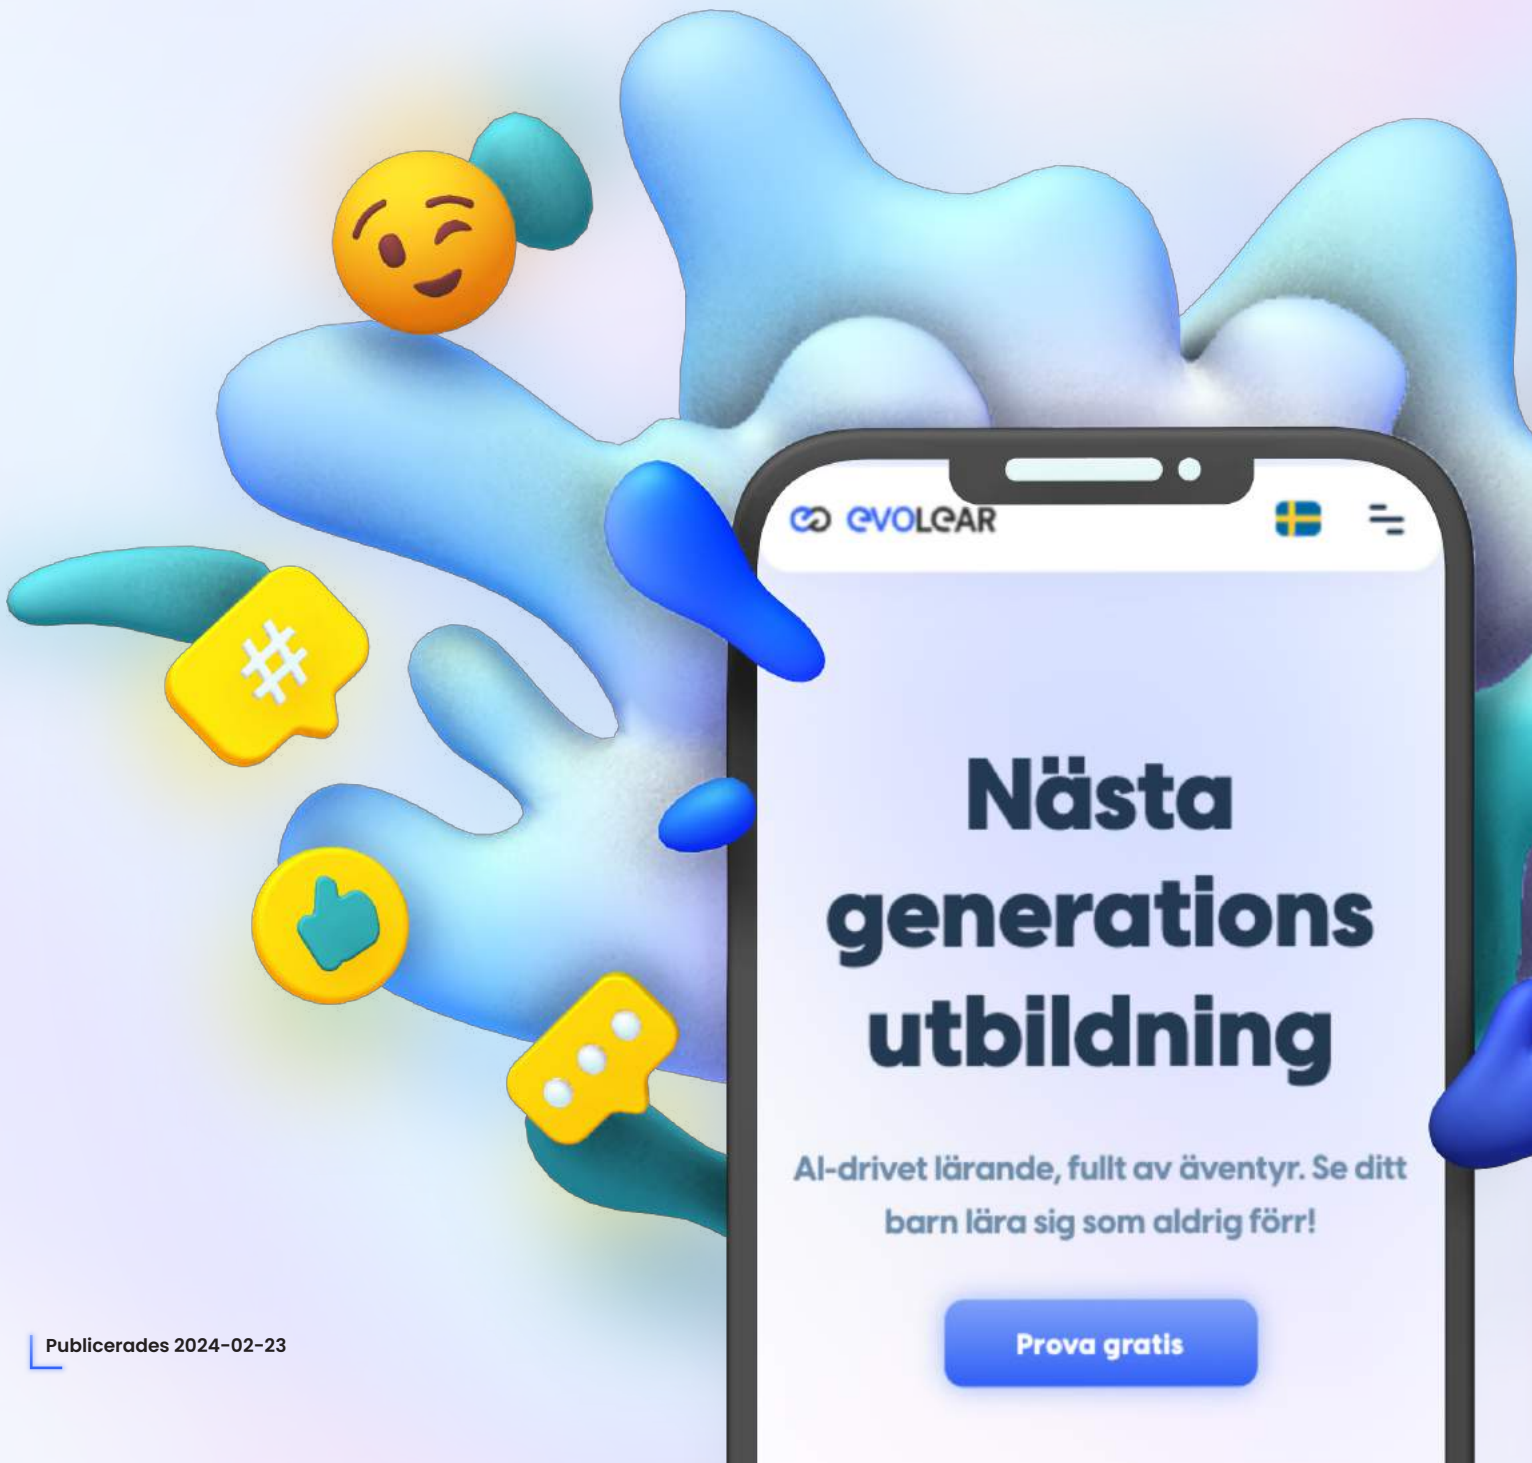 evolear
Nästa
generations
utbildning
AI-drivet lärande, fullt av äventyr. Se ditt
barn lära sig som aldrig förr!
Prova gratis
Publicerades 2024-02-23
#